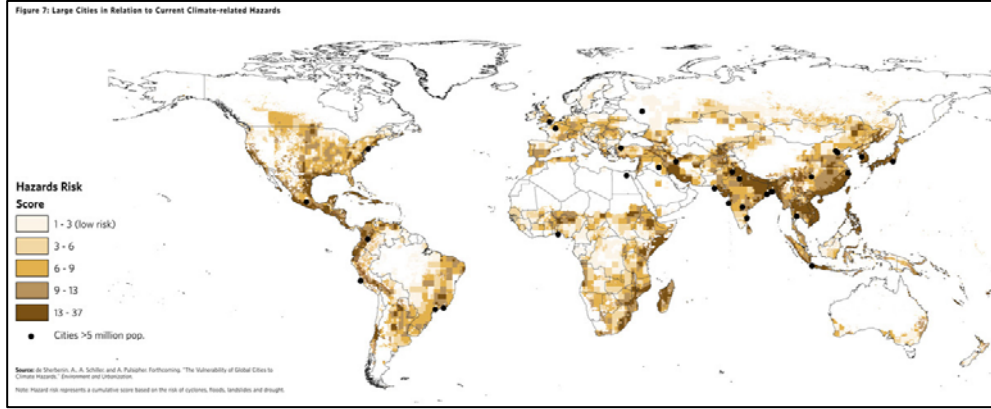 Figure 7: Large Cities in Relation to Current Climate-related Hazards
Hazards Risk
Score
1 - 3 (low risk)
3 - 6
6 - 9
9 - 13
13 - 37
Cities >5 million pop.
Source: de Sherbenin, A., A. Schiller, and A. Pulsipher. Forthcoming. "The Vulnerability of Global Cities to
Climate Hazards." Environment and Urbanization.
Note: Hazard risk represents a cumulative score based on the risk of cyclones, floods, landslides and drought.